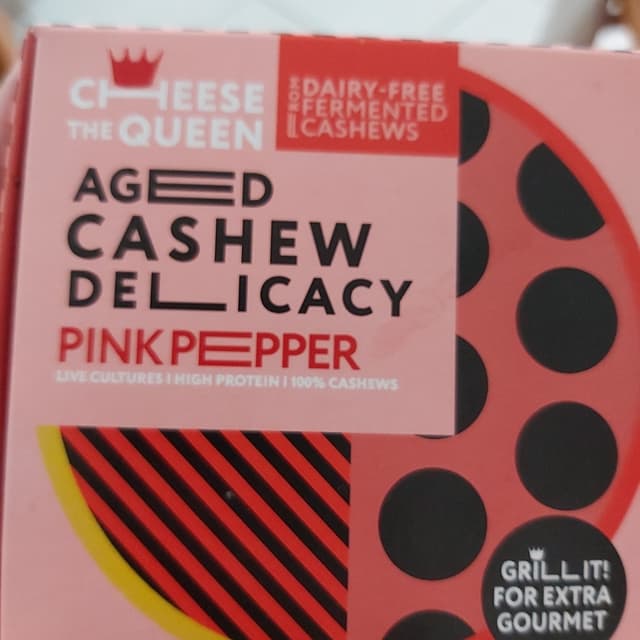 CHEESE
THE QUEEN
DAIRY-FREE
FERMENTED
CASHEWS
AGED
CASHEW
DELICACY
PINK PEPPER
LIVE CULTURES I HIGH PROTEIN I 100% CASHEWS
GRILL IT!
FOR EXTRA
GOURMET